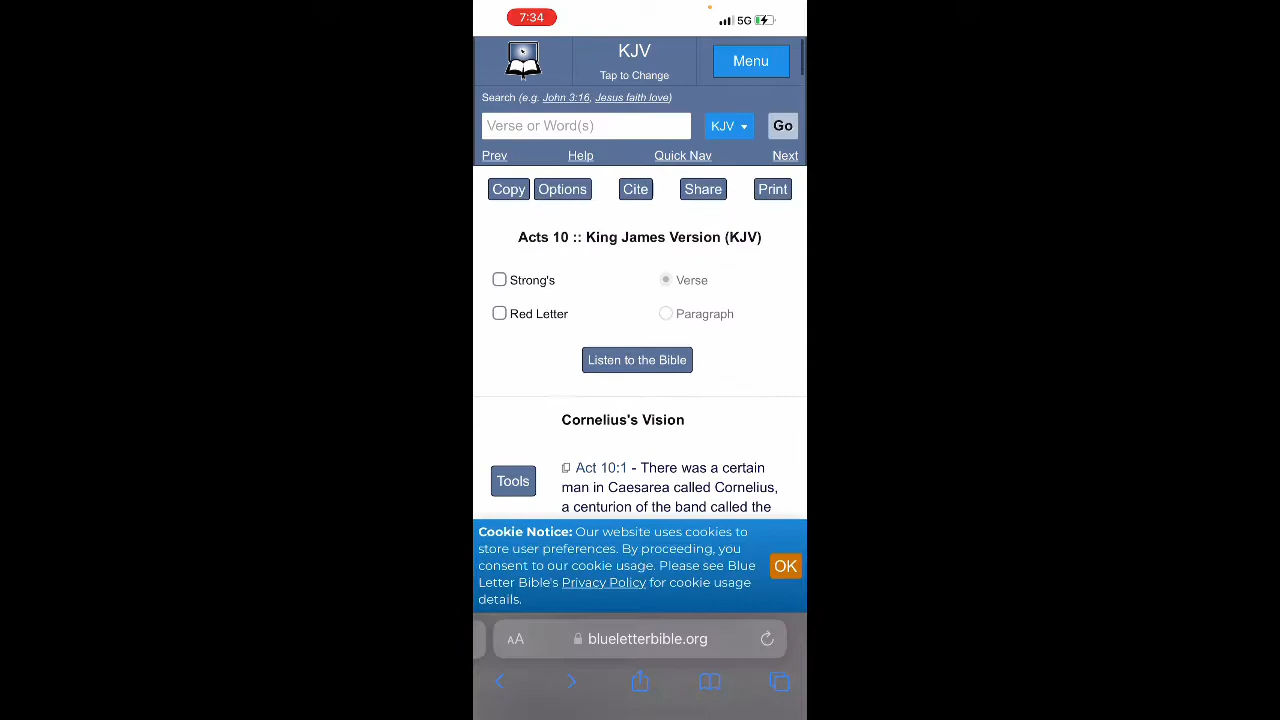 7:34
5G
KJV
Tap to Change
Menu
Search (e.g. John 3:16, Jesus faith love)
Verse or Word(s)
KJV
Go
Prev Help Quick Nav Next
Copy Options Cite Share Print
Acts 10 :: King James Version (KJV)
Strong's Verse
Red Letter Paragraph
Listen to the Bible
Cornelius's Vision
Tools
Act 10:1 - There was a certain
man in Caesarea called Cornelius,
a centurion of the band called the
Cookie Notice: Our website uses cookies to
store user preferences. By proceeding, you
consent to our cookie usage. Please see Blue
Letter Bible's Privacy Policy for cookie usage
details.
OK
AA
blueletterbible.org